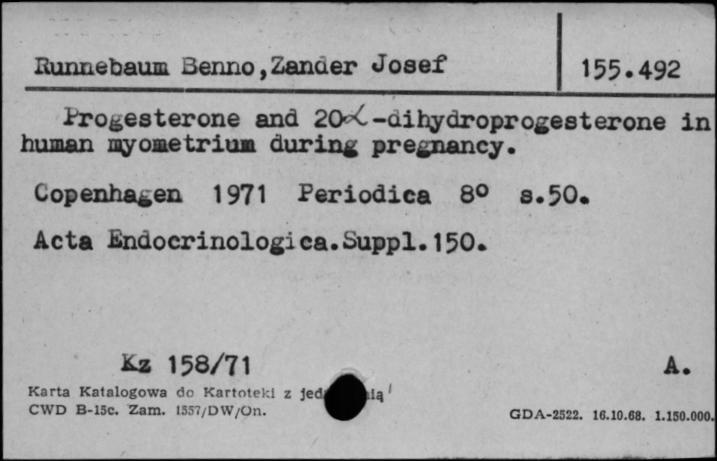 Runnebaum Benno,Zander Josef
155.492
Progesterone and 20α-dihydroprogesterone in
human myometrium during pregnancy.
Copenhagen 1971 Periodica 8° s.50.
Acta Endocrinologica.Suppl.150.
Kz 158/71
A.
Karta Katalogowa do Kartoteki z
CWD B-15c. Zam. 1557/DW/On.
GDA-2522. 16.10.68. 1.150.000.